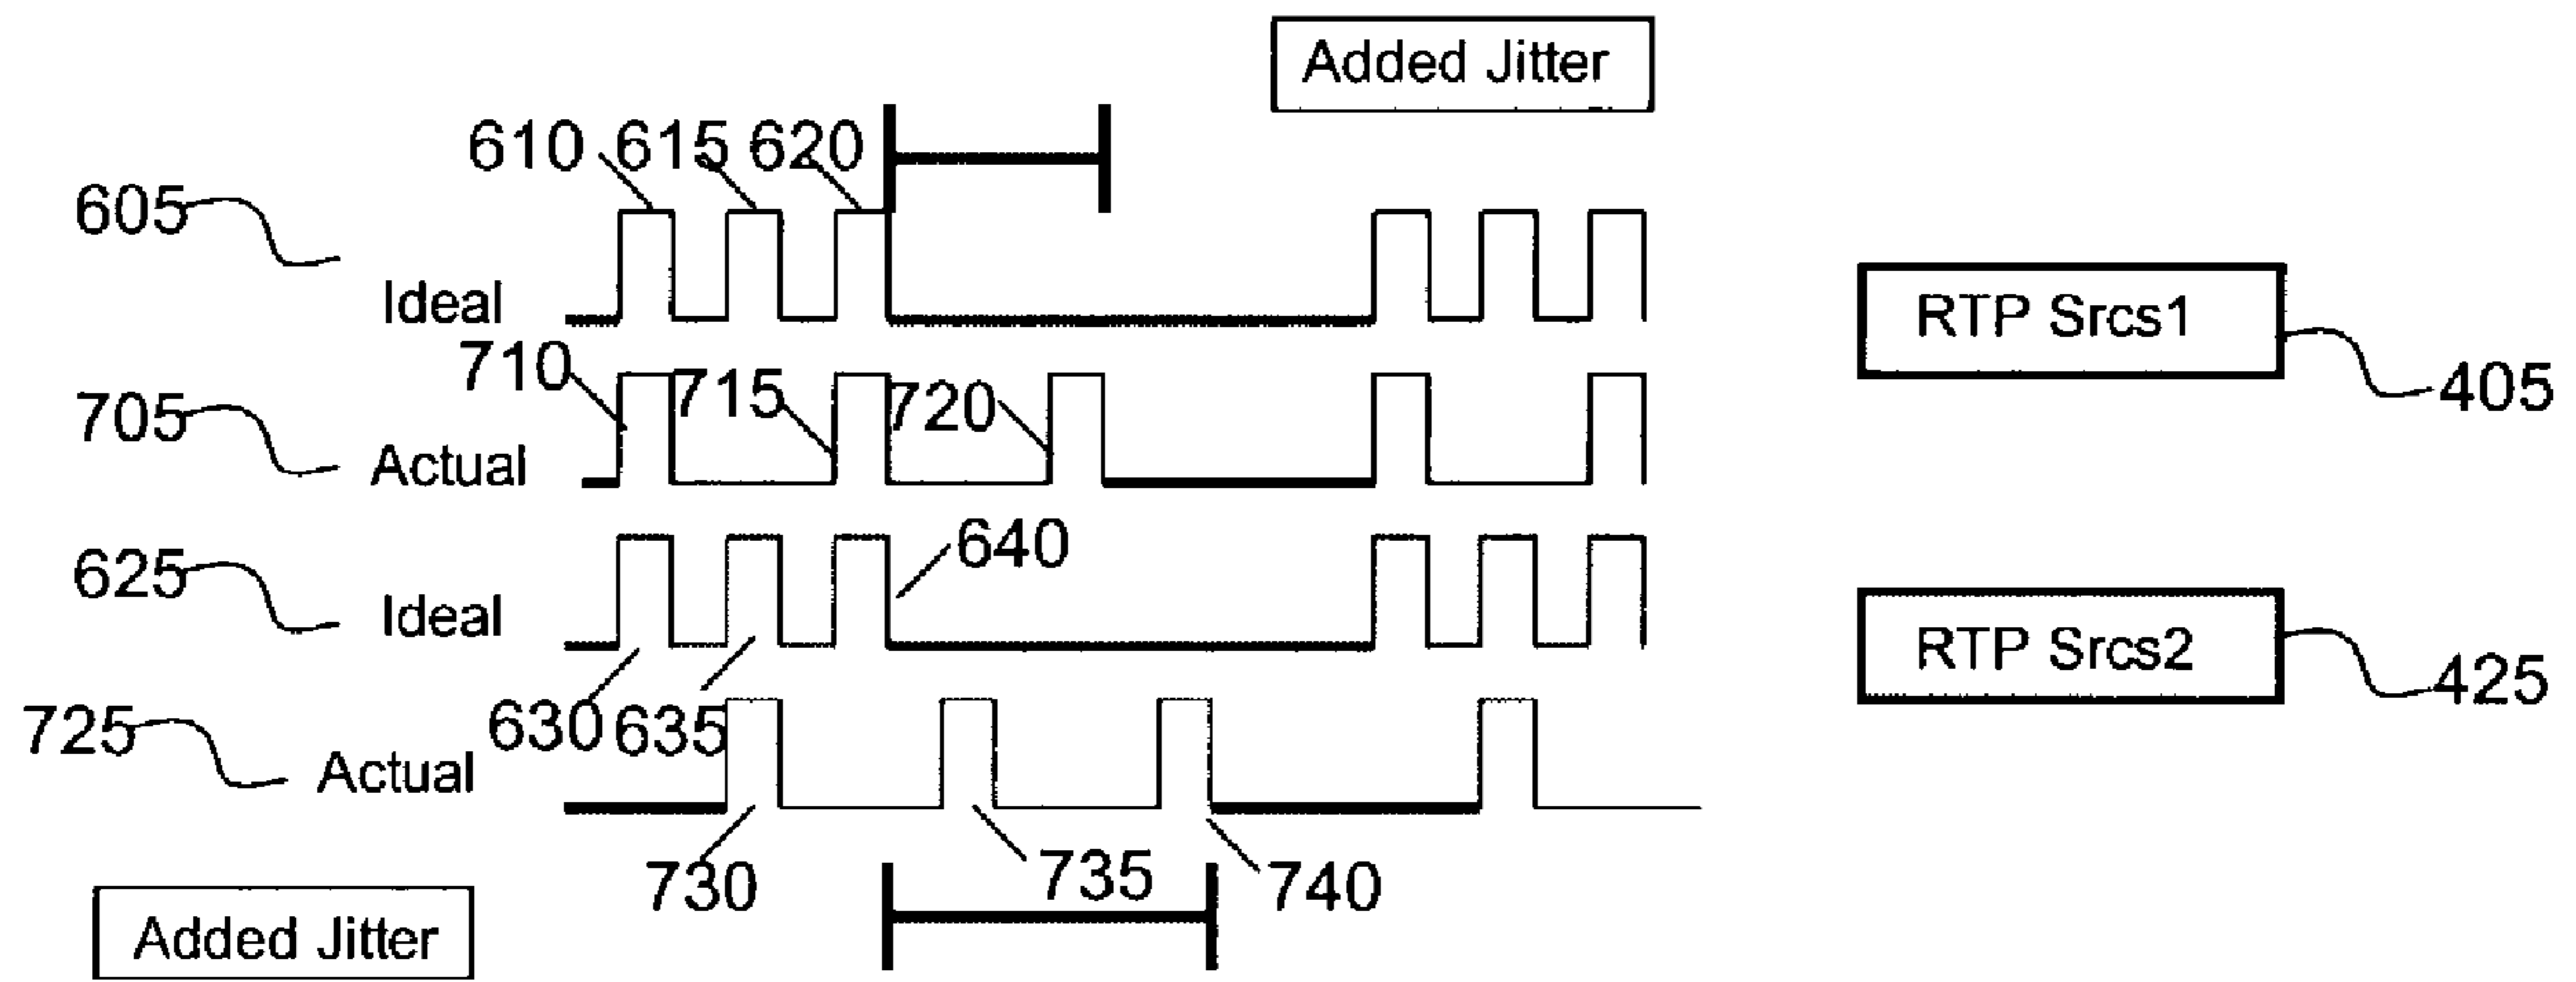 Added Jitter
610 615 620
605
Ideal
RTP Srcs1
710 715 720
405
705
Actual
640
625
Ideal
RTP Srcs2
425
630 635
725
Actual
730 735 740
Added Jitter